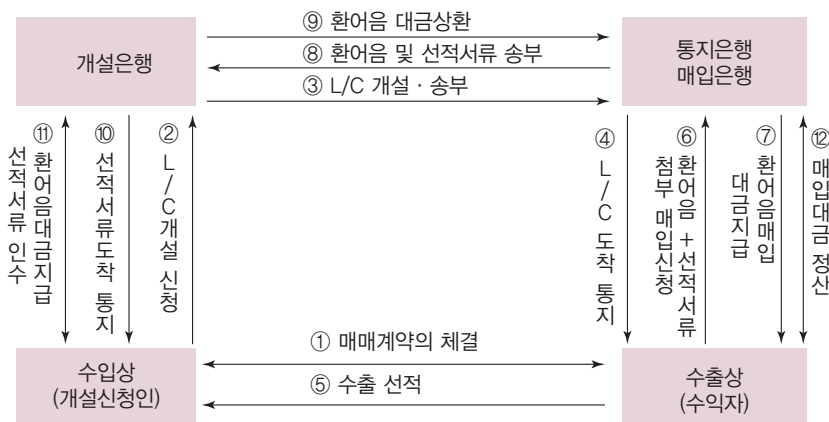 ⑨ 환어음 대금상환
⑧ 환어음 및 선적서류 송부
③ L/C 개설 · 송부
개설은행
통지은행
매입은행
⑪ 환어음대금지급
선적서류 인수
⑩ 선적서류도착 통지
② L/C개설 신청
④ L/C 도착 통지
⑥ 환어음 + 선적서류
첨부 매입신청
⑦ 환어음매입
대금지급
⑫ 매입대금 정산
① 매매계약의 체결
⑤ 수출 선적
수입상
(개설신청인)
수출상
(수익자)